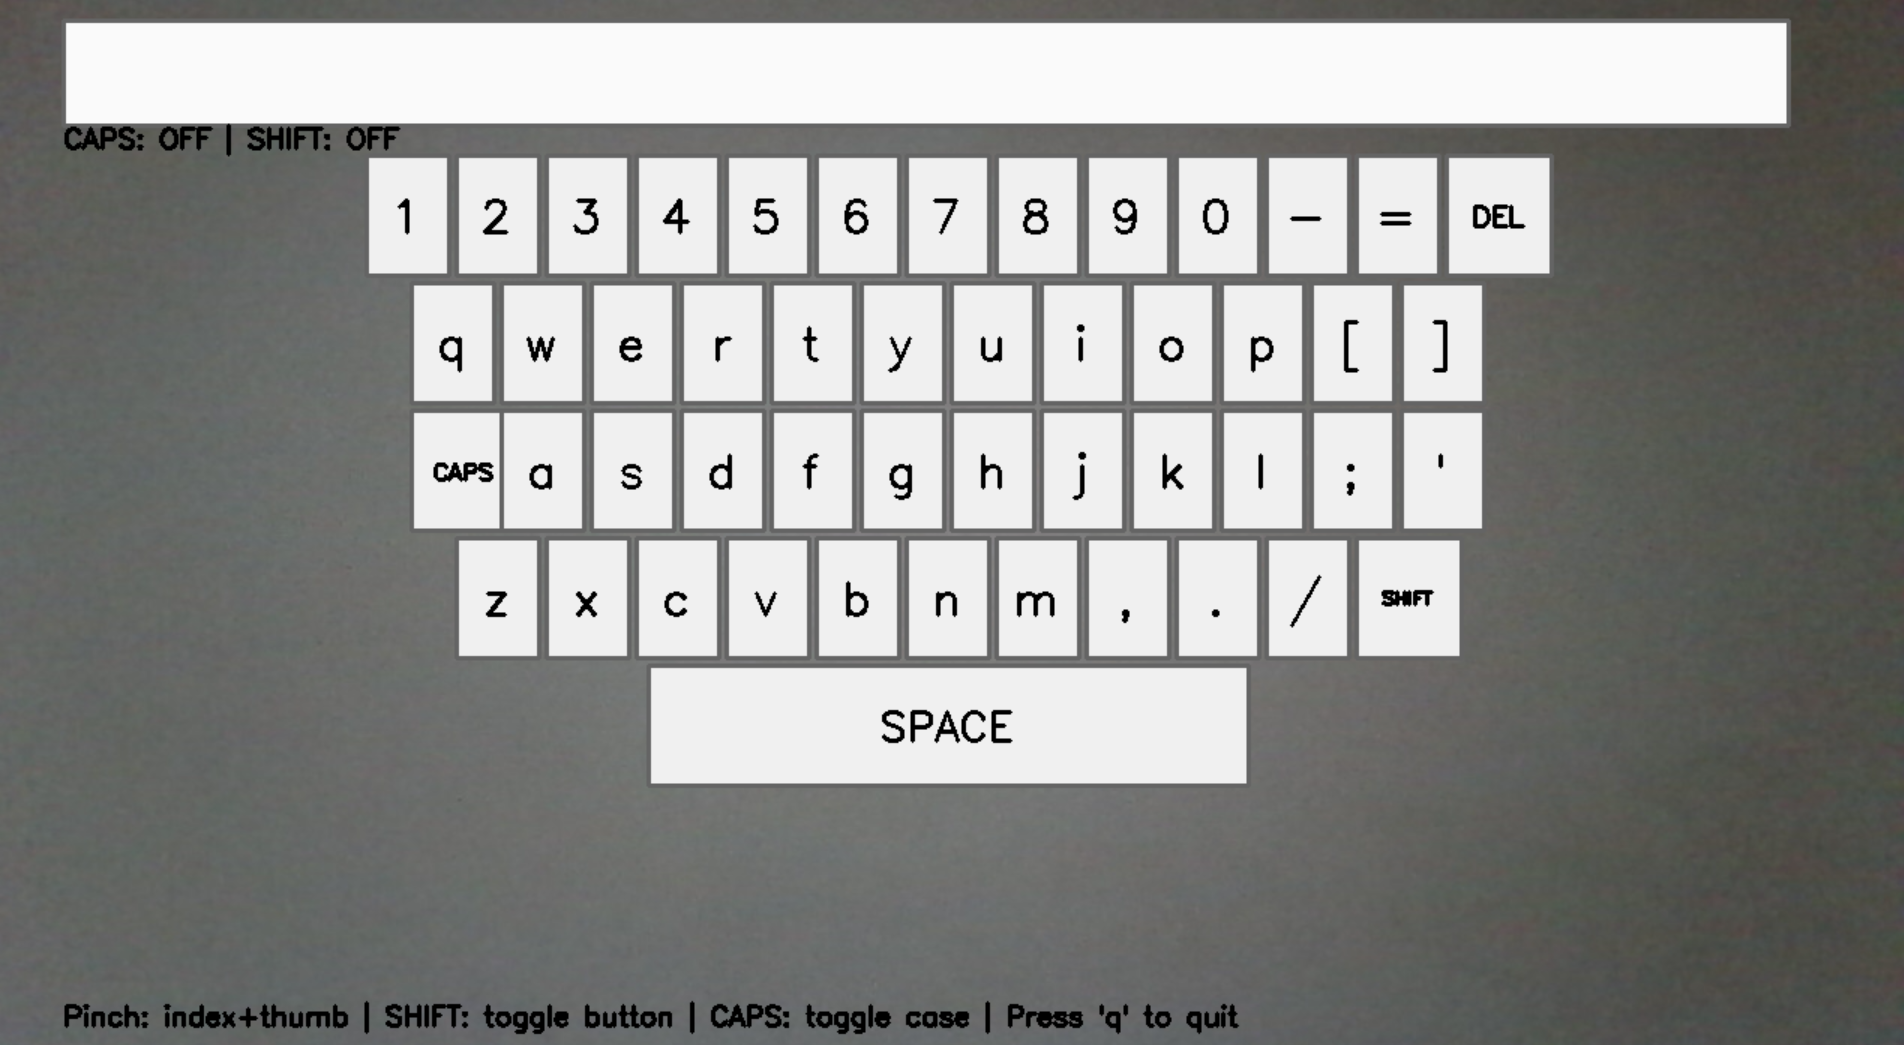 CAPS: OFF | SHIFT: OFF
1 2 3 4 5 6 7 8 9 0 - = DEL
q w e r t y u i o p [ ]
CAPS a s d f g h j k l ; '
z x c v b n m , . / SHIFT
SPACE
Pinch: index+thumb | SHIFT: toggle button | CAPS: toggle case | Press 'q' to quit